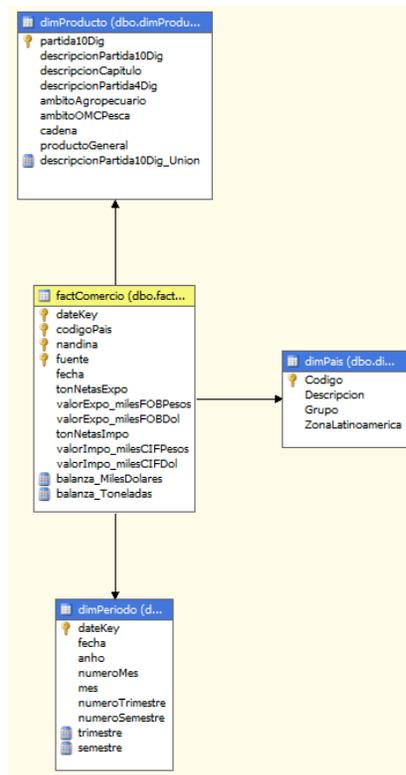 dimProducto (dbo.dimProdu...
partida10Dig
descripcionPartida10Dig
descripcionCapitulo
descripcionPartida4Dig
ambitoAgropecuario
ambitoOMCPesca
cadena
productoGeneral
descripcionPartida10Dig_Union
factComercio (dbo.fact...
dateKey
codigoPais
nandina
fuente
fecha
tonNetasExpo
valorExpo_milesFOBPesos
valorExpo_milesFOBDol
tonNetasImpo
valorImpo_milesCIFPesos
valorImpo_milesCIFDol
balanza_MilesDolares
balanza_Toneladas
dimPais (dbo.di...
Codigo
Descripcion
Grupo
ZonaLatinoamerica
dimPeriodo (d...
dateKey
fecha
anho
numeroMes
mes
numeroTrimestre
numeroSemestre
trimestre
semestre